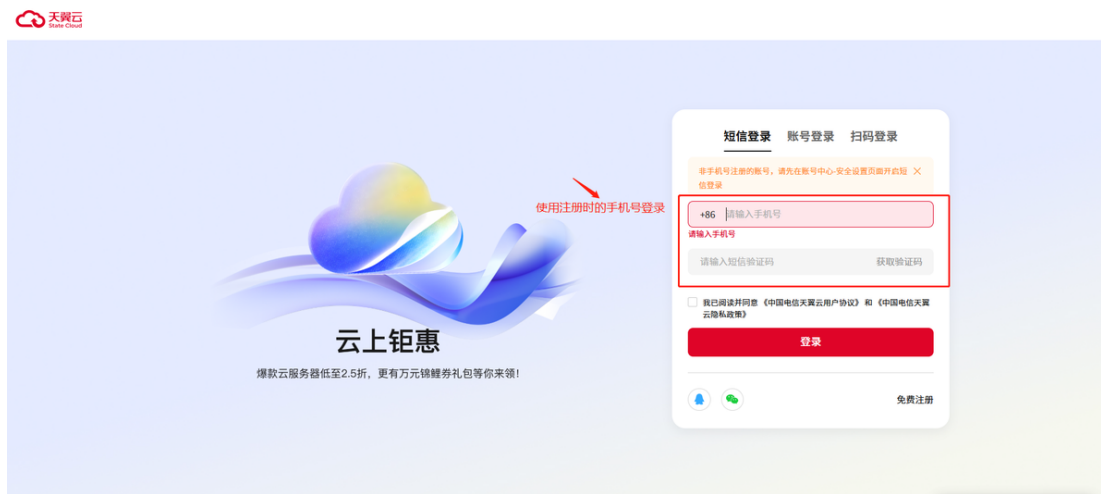 天翼云
State Cloud
短信登录 账号登录 扫码登录
非手机号注册的账号，请先在账号中心-安全设置页面开启短
信登录
使用注册时的手机号登录
+86 请输入手机号
请输入手机号
请输入短信验证码 获取验证码
我已阅读并同意 《中国电信天翼云用户协议》 和 《中国电信天翼
云隐私政策》
登录
免费注册
云上钜惠
爆款云服务器低至2.5折，更有万元锦鲤券礼包等你来领！